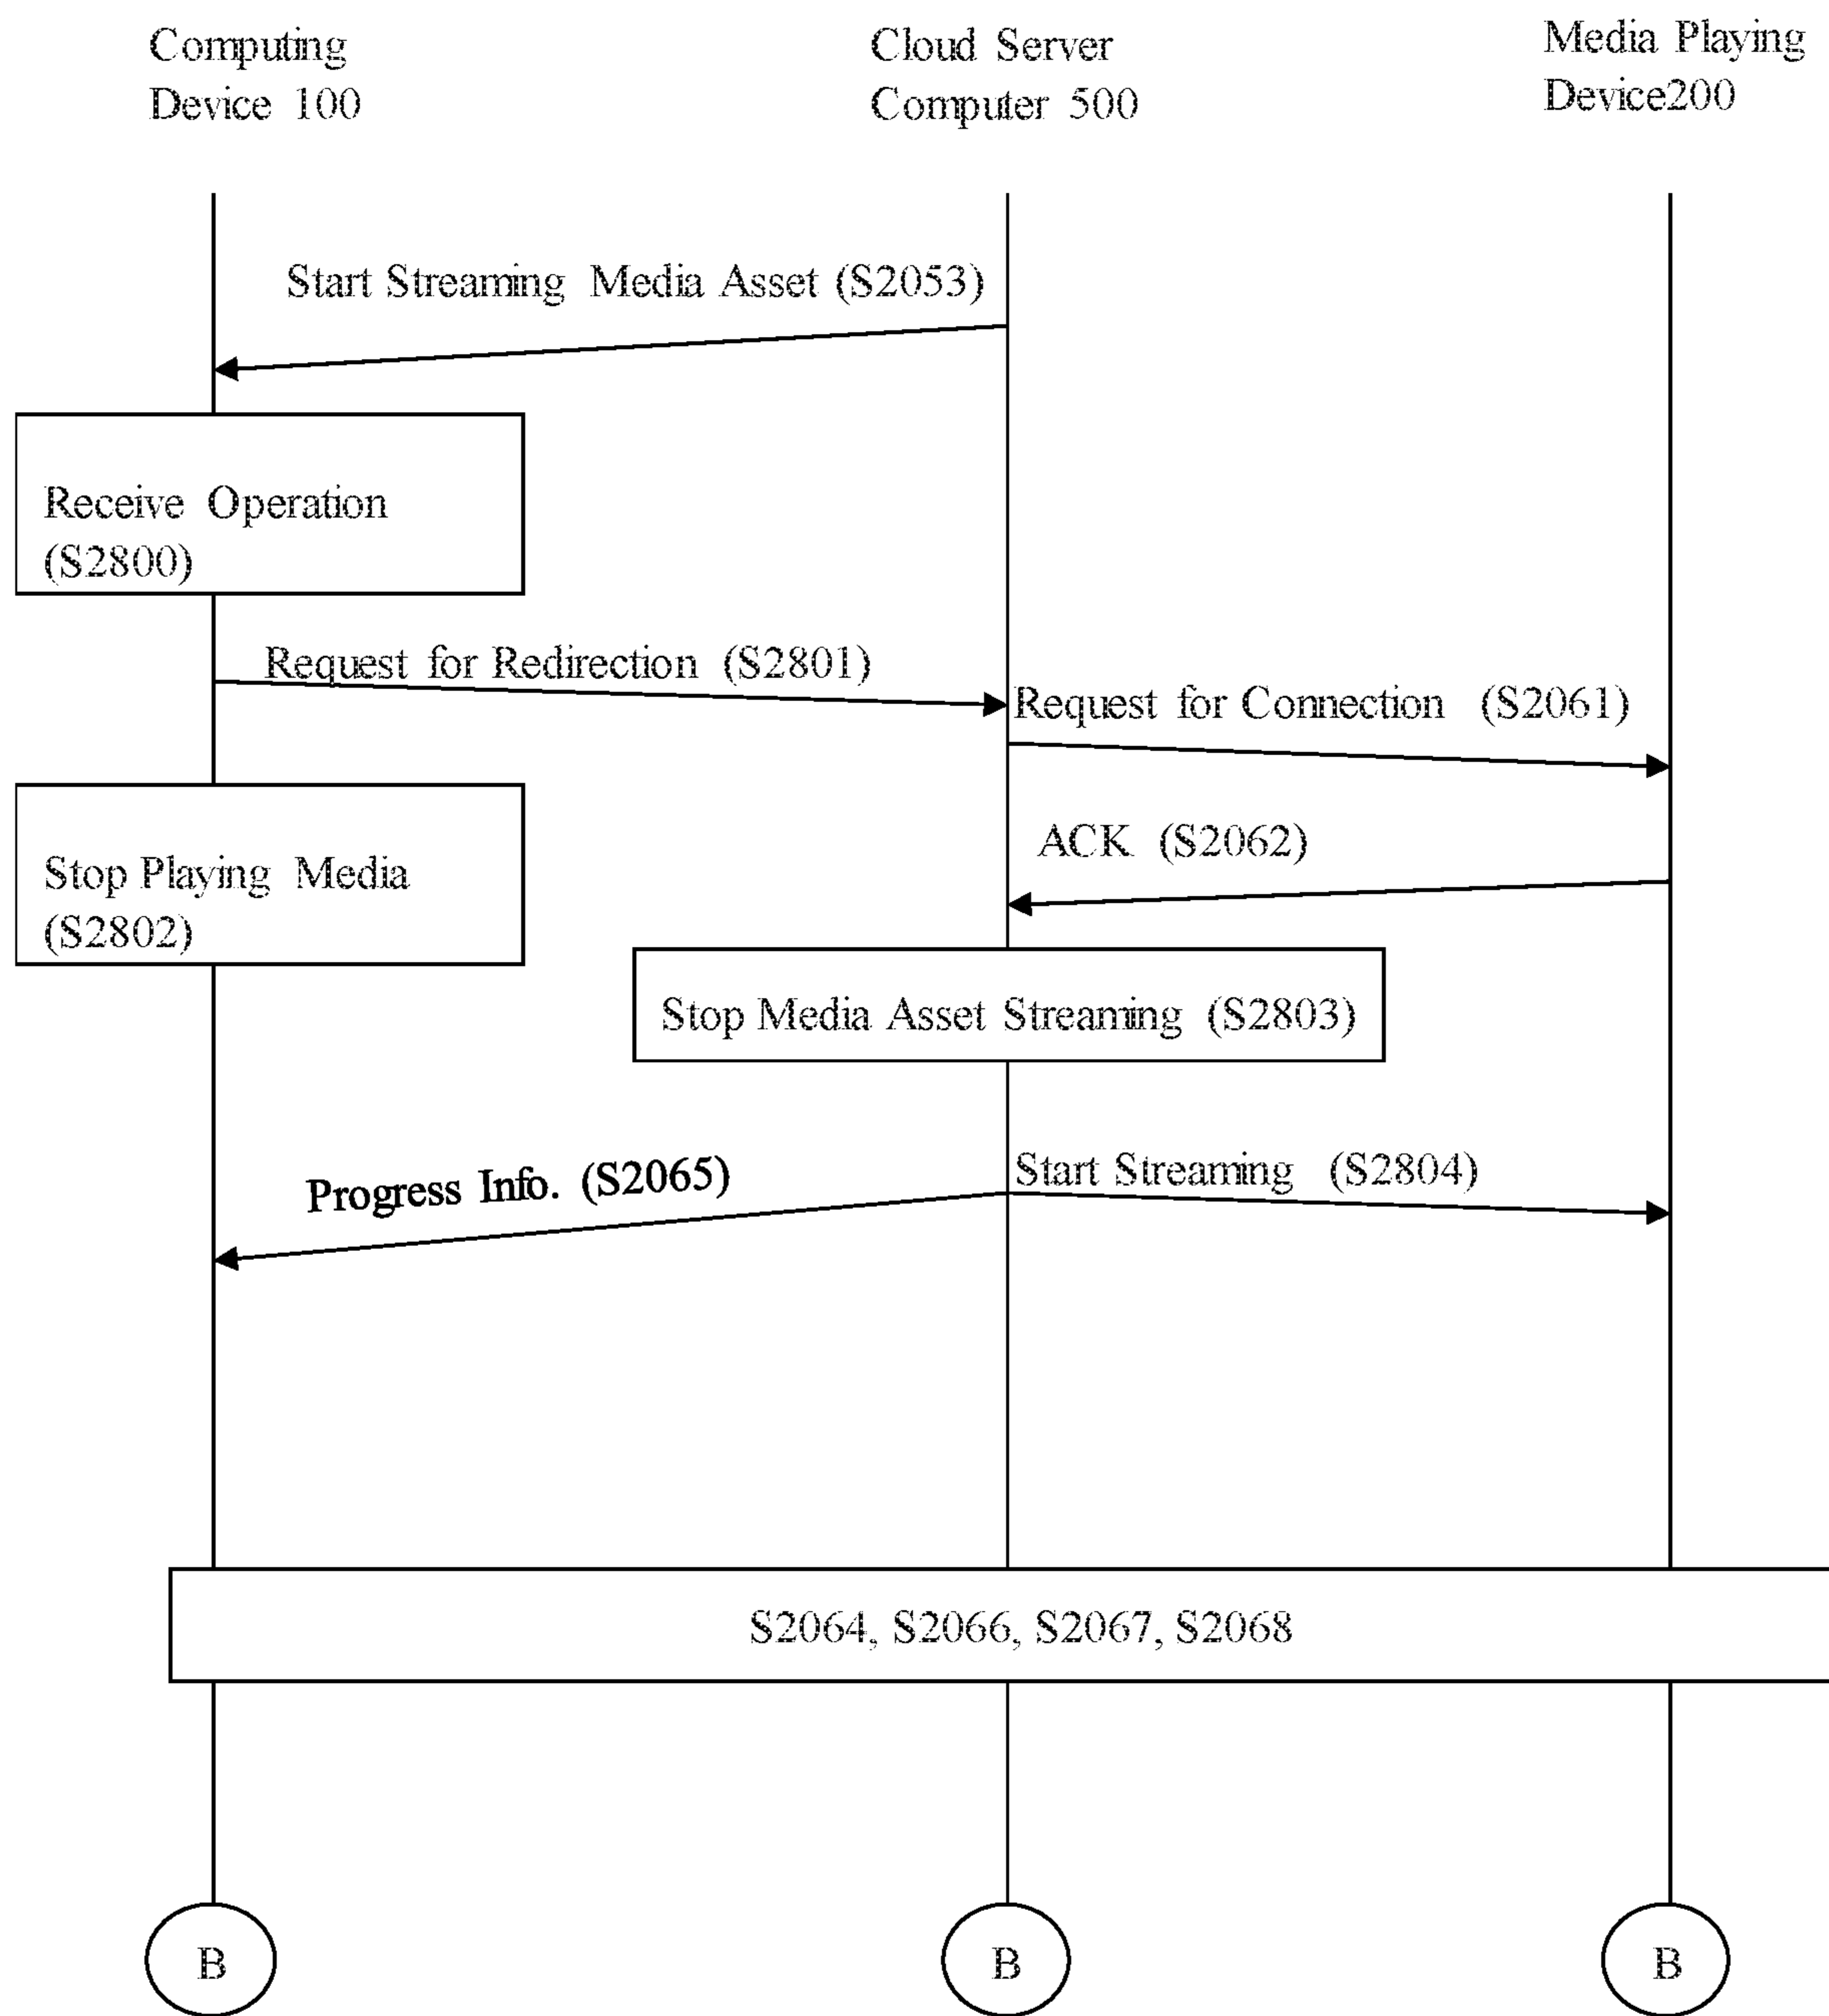 Computing
Device 100
Cloud Server
Computer 500
Media Playing
Device200
Start Streaming Media Asset (S2053)
Receive Operation
(S2800)
Request for Redirection (S2801)
Request for Connection (S2061)
ACK (S2062)
Stop Playing Media
(S2802)
Stop Media Asset Streaming (S2803)
Progress Info. (S2065)
Start Streaming (S2804)
S2064, S2066, S2067, S2068
B
B
B